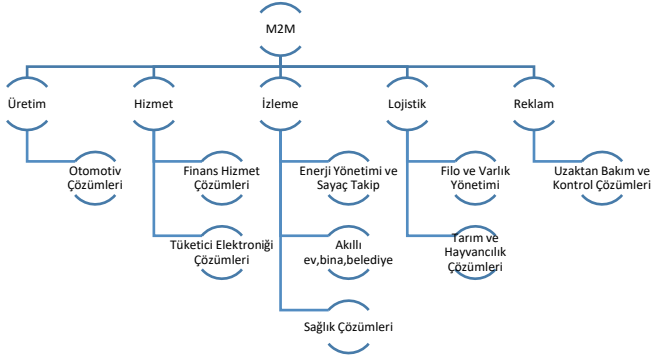 M2M
Üretim
Hizmet
İzleme
Lojistik
Reklam
Otomotiv
Çözümleri
Finans Hizmet
Çözümleri
Enerji Yönetimi ve
Sayaç Takip
Filo ve Varlık
Yönetimi
Uzaktan Bakım ve
Kontrol Çözümleri
Tüketici Elektroniği
Çözümleri
Akıllı
ev,bina,belediye
Tarım ve
Hayvancılık
Çözümleri
Sağlık Çözümleri